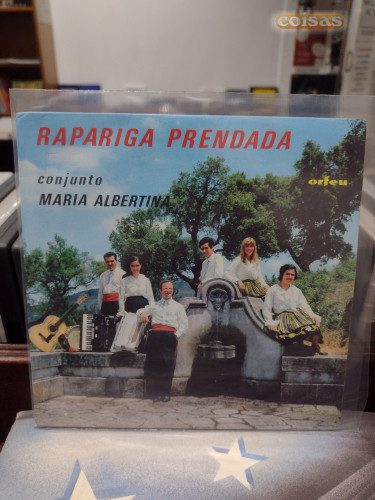 coisas
RAPARIGA PRENDADA
conjunto
orfeu
MARIA ALBERTINA